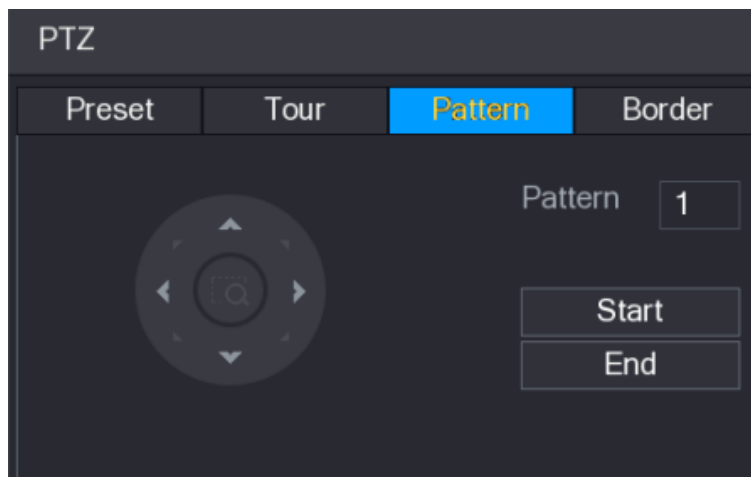 PTZ
Preset Tour Pattern Border
Pattern 1
Start
End